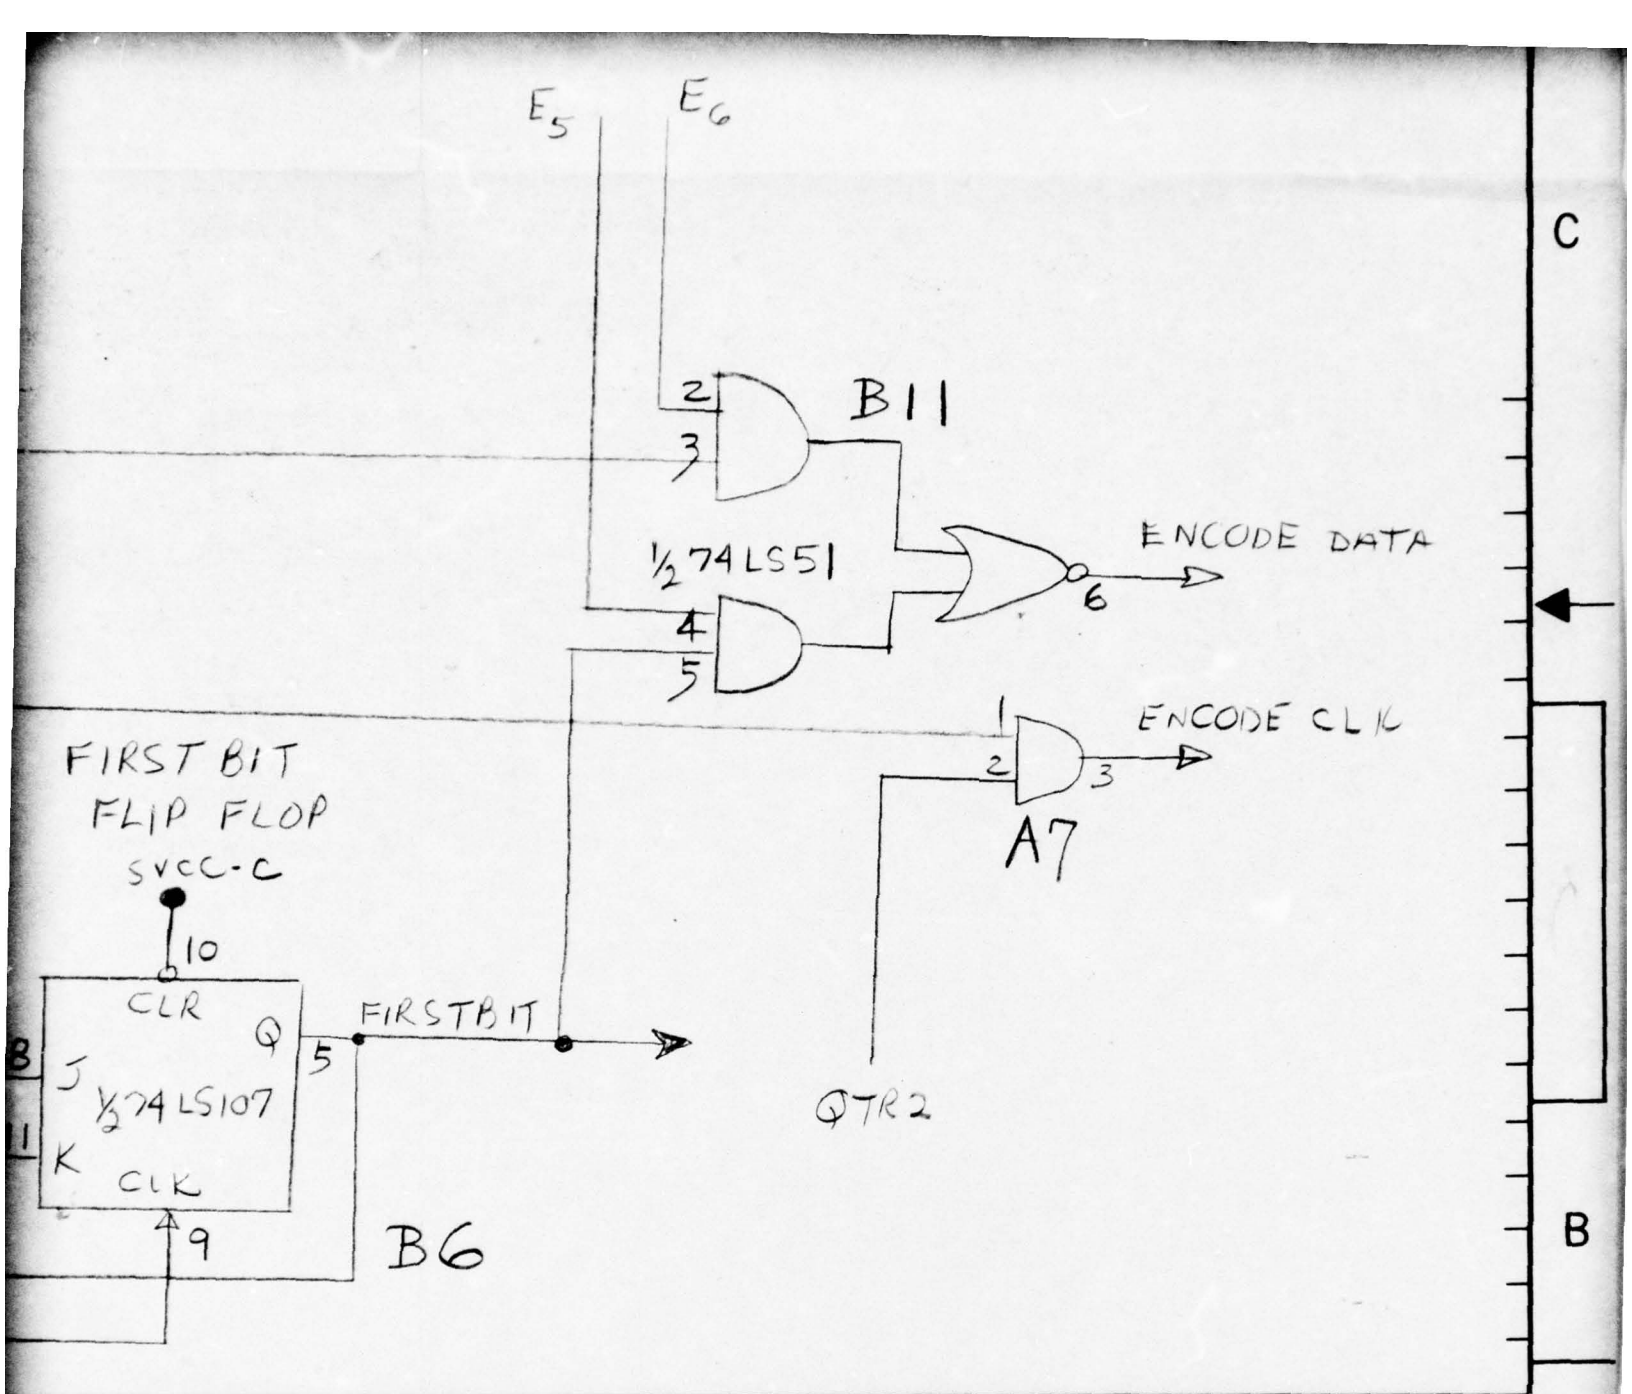 E5
E6
C
2
B11
3
1/2 74LS51
ENCODE DATA
6
4
5
1
ENCODE CLK
2
3
FIRST BIT
FLIP FLOP
A7
SVCC-C
10
CLR
FIRSTBIT
Q
5
8
J
1/2 74LS107
QTR2
11
K
CLK
9
B6
B